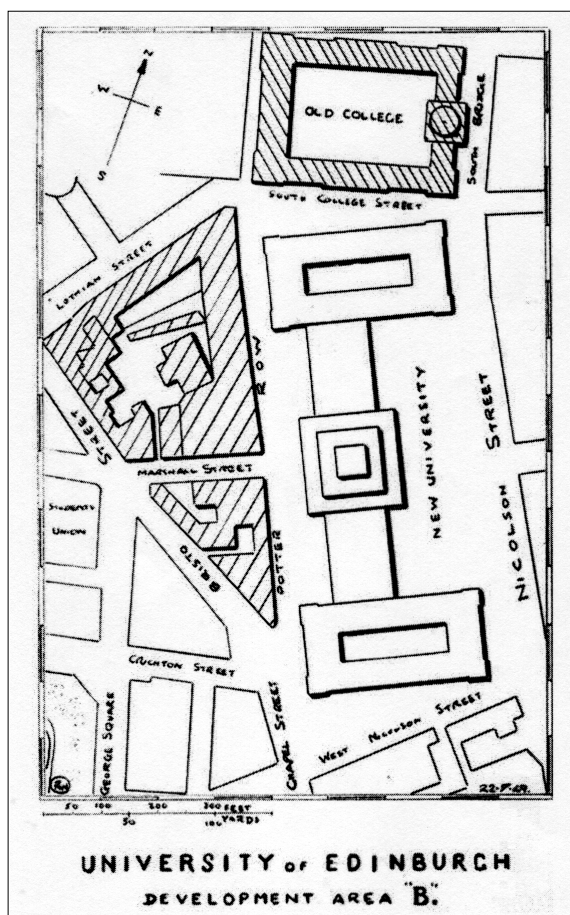 N
W
E
S
OLD COLLEGE
SOUTH BRIDGE
SOUTH COLLEGE STREET
LOTHIAN STREET
ROW
STREET
NEW UNIVERSITY
STREET
MARSHALL STREET
STUDENTS
UNION
BRISTO
POTTER
NICOLSON
CRICHTON STREET
GEORGE SQUARE
CHAPEL STREET
WEST NICOLSON STREET
50 100 200 300 FEET
50 100 YARDS
UNIVERSITY of EDINBURGH
DEVELOPMENT AREA "B".